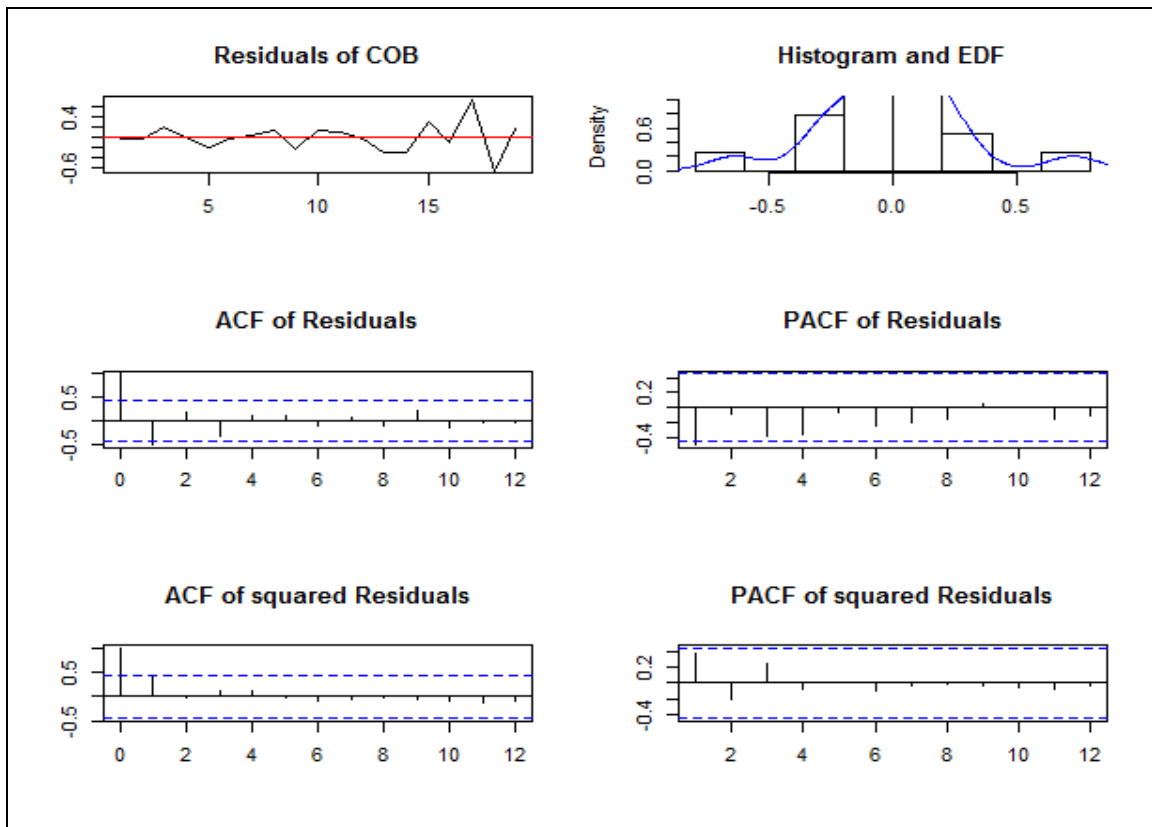 Residuals of COB
0.4
-0.6
5 10 15
Histogram and EDF
Density
0.6
0.0
-0.5 0.0 0.5
ACF of Residuals
0.5
-0.5
0 2 4 6 8 10 12
PACF of Residuals
0.2
-0.4
2 4 6 8 10 12
ACF of squared Residuals
0.5
-0.5
0 2 4 6 8 10 12
PACF of squared Residuals
0.2
-0.4
2 4 6 8 10 12